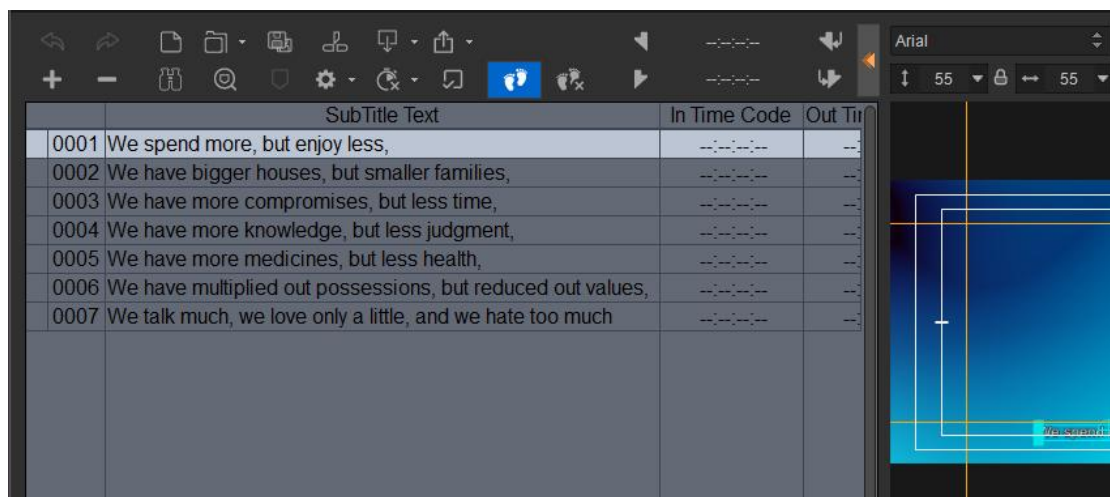 --:--:--:-- Arial
--:--:--:-- 55 55
SubTitle Text In Time Code Out Tir
0001 We spend more, but enjoy less, --:--:--:-- --:
0002 We have bigger houses, but smaller families, --:--:--:-- --:
0003 We have more compromises, but less time, --:--:--:-- --:
0004 We have more knowledge, but less judgment, --:--:--:-- --:
0005 We have more medicines, but less health, --:--:--:-- --:
0006 We have multiplied out possessions, but reduced out values, --:--:--:-- --:
0007 We talk much, we love only a little, and we hate too much --:--:--:-- --:
We spend